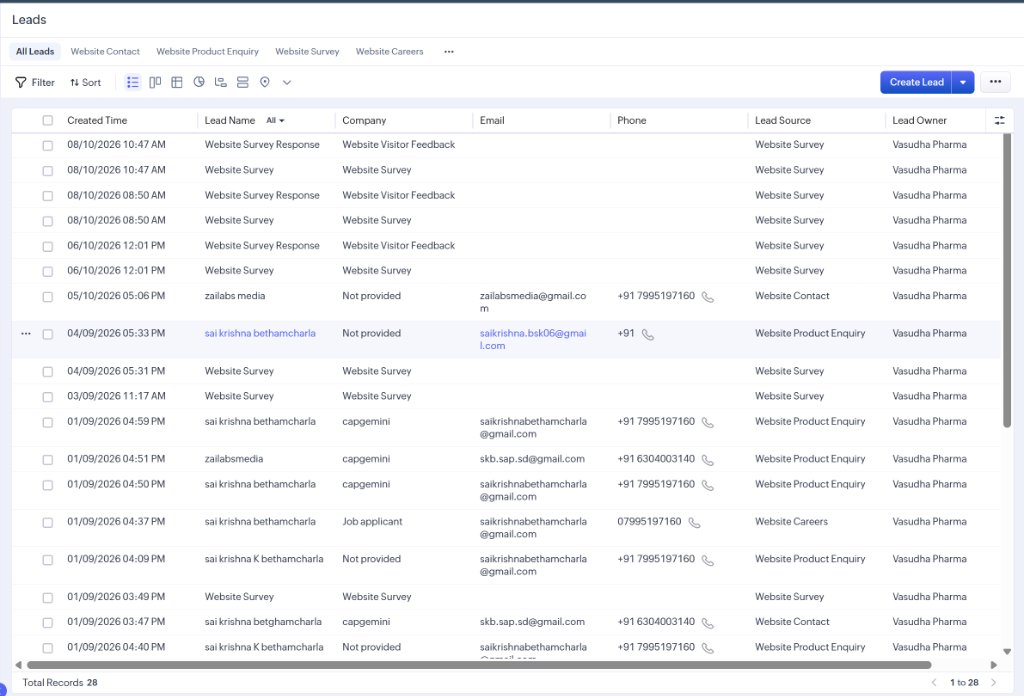 Leads
All Leads Website Contact Website Product Enquiry Website Survey Website Careers ...
Filter Sort Create Lead ...
Created Time Lead Name All Company Email Phone Lead Source Lead Owner
08/10/2026 10:47 AM Website Survey Response Website Visitor Feedback Website Survey Vasudha Pharma
08/10/2026 10:47 AM Website Survey Website Survey Website Survey Vasudha Pharma
08/10/2026 08:50 AM Website Survey Response Website Visitor Feedback Website Survey Vasudha Pharma
08/10/2026 08:50 AM Website Survey Website Survey Website Survey Vasudha Pharma
06/10/2026 12:01 PM Website Survey Response Website Visitor Feedback Website Survey Vasudha Pharma
06/10/2026 12:01 PM Website Survey Website Survey Website Survey Vasudha Pharma
05/10/2026 05:06 PM zailabs media Not provided zailabsmedia@gmail.co +91 7995197160 Website Contact Vasudha Pharma
m
... 04/09/2026 05:33 PM sai krishna bethamcharla Not provided saikrishna.bsk06@gmai +91 Website Product Enquiry Vasudha Pharma
l.com
04/09/2026 05:31 PM Website Survey Website Survey Website Survey Vasudha Pharma
03/09/2026 11:17 AM Website Survey Website Survey Website Survey Vasudha Pharma
01/09/2026 04:59 PM sai krishna bethamcharla capgemini saikrishnabethamcharla +91 7995197160 Website Product Enquiry Vasudha Pharma
@gmail.com
01/09/2026 04:51 PM zailabsmedia capgemini skb.sap.sd@gmail.com +91 6304003140 Website Product Enquiry Vasudha Pharma
01/09/2026 04:50 PM sai krishna bethamcharla capgemini saikrishnabethamcharla +91 7995197160 Website Product Enquiry Vasudha Pharma
@gmail.com
01/09/2026 04:37 PM sai krishna bethamcharla Job applicant saikrishnabethamcharla 07995197160 Website Careers Vasudha Pharma
@gmail.com
01/09/2026 04:09 PM sai krishna K bethamcharla Not provided saikrishnabethamcharla +91 7995197160 Website Product Enquiry Vasudha Pharma
@gmail.com
01/09/2026 03:49 PM Website Survey Website Survey Website Survey Vasudha Pharma
01/09/2026 03:47 PM sai krishna betghamcharla capgemini skb.sap.sd@gmail.com +91 6304003140 Website Contact Vasudha Pharma
01/09/2026 04:40 PM sai krishna K bethamcharla Not provided saikrishnabethamcharla +91 7995197160 Website Product Enquiry Vasudha Pharma
Total Records 28 1 to 28